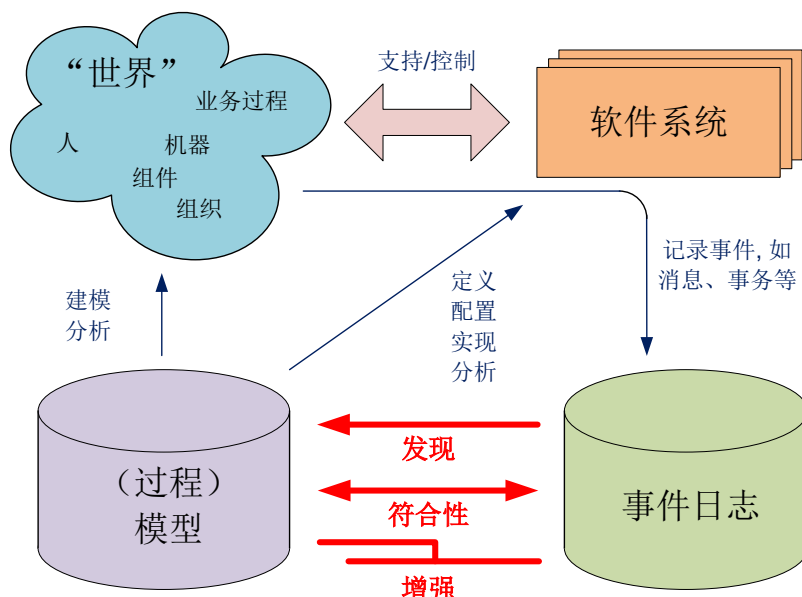 “世界”
业务过程
人
机器
组件
组织
支持/控制
软件系统
记录事件, 如
消息、事务等
建模
分析
定义
配置
实现
分析
（过程）
模型
发现
符合性
增强
事件日志